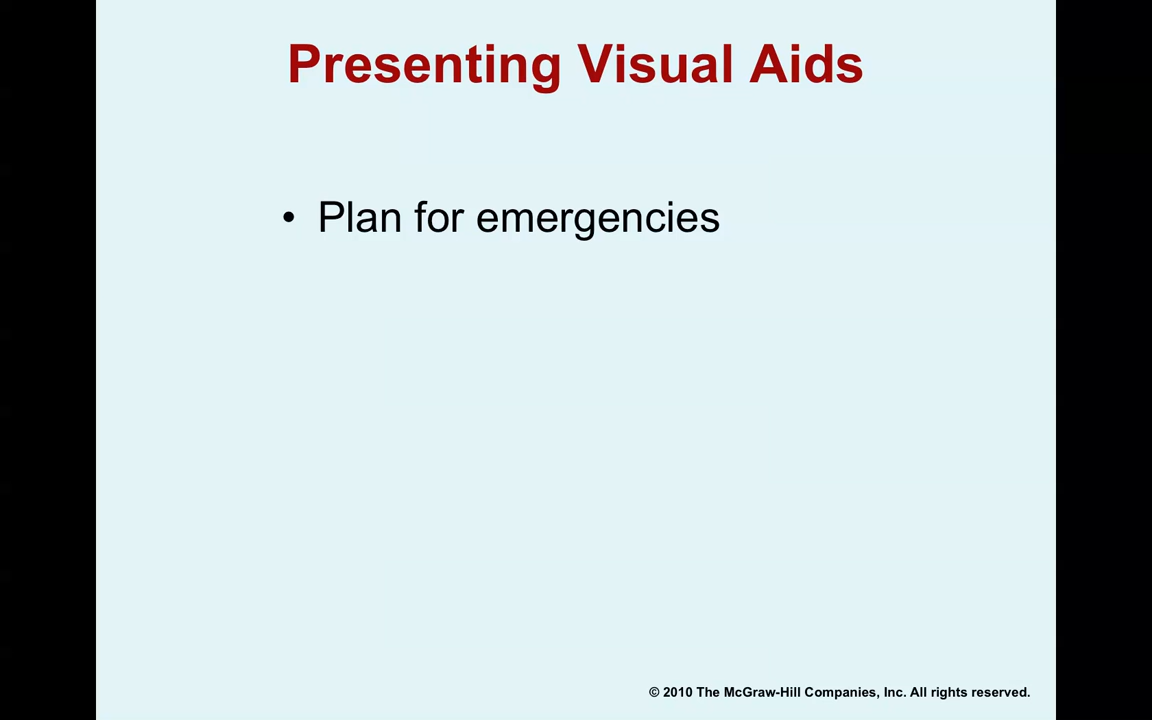 Presenting Visual Aids
• Plan for emergencies
© 2010 The McGraw-Hill Companies, Inc. All rights reserved.